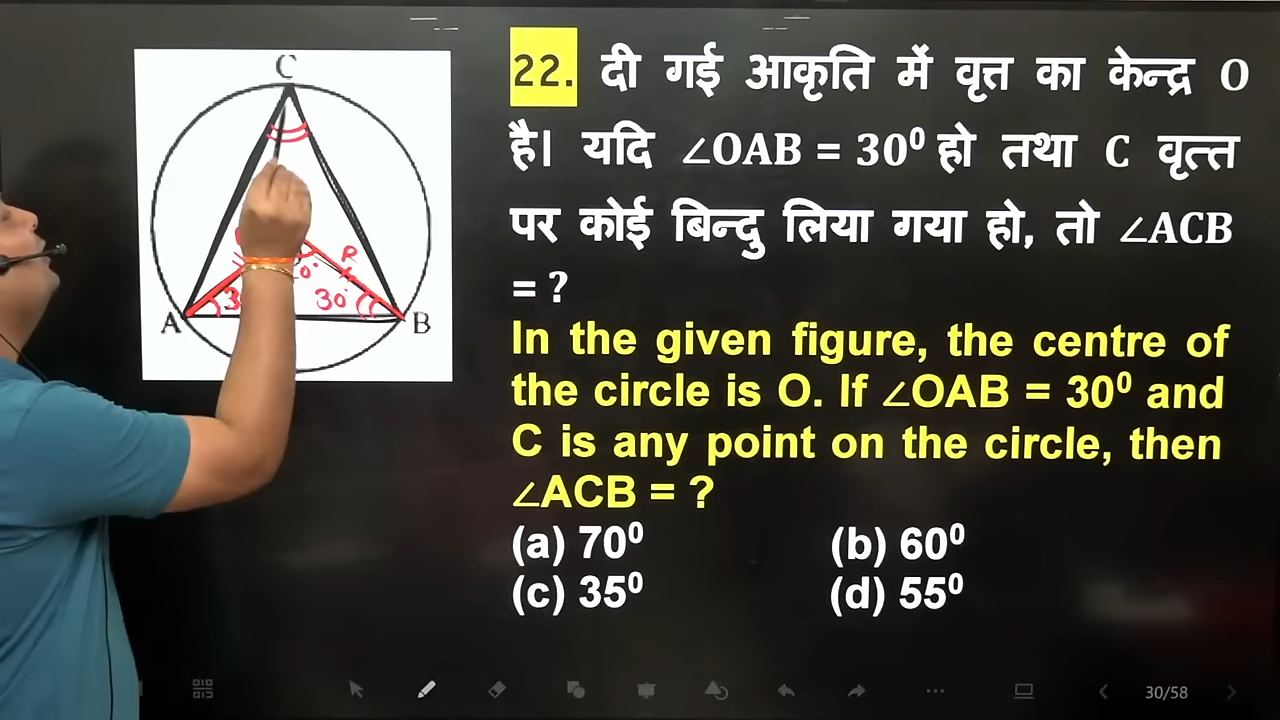 C
22. दी गई आकृति में वृत्त का केन्द्र O
है। यदि ∠OAB = 30⁰ हो तथा C वृत्त
पर कोई बिन्दु लिया गया हो, तो ∠ACB
= ?
R
30
A
B
In the given figure, the centre of
the circle is O. If ∠OAB = 30⁰ and
C is any point on the circle, then
∠ACB = ?
(a) 70⁰ (b) 60⁰
(c) 35⁰ (d) 55⁰
30/58